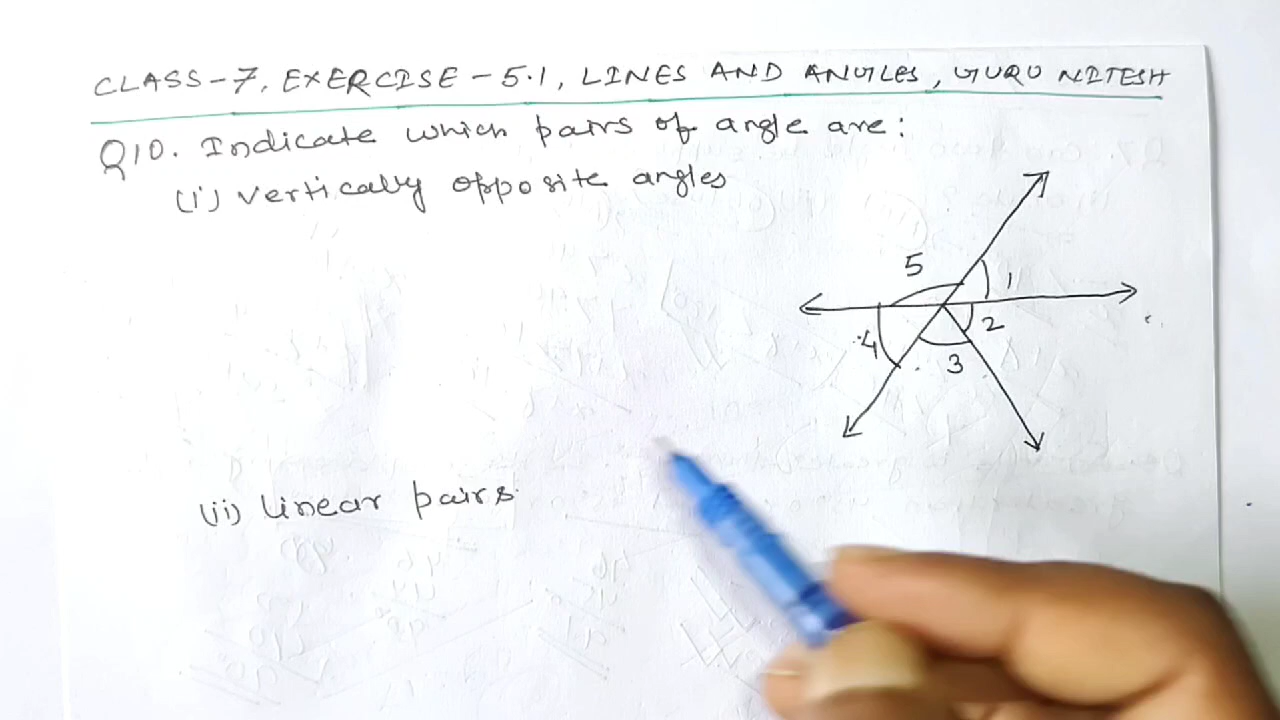 CLASS-7, EXERCISE-5.1, LINES AND ANGLES, GURU NITESH
Q10. Indicate which pairs of angle are:
(i) vertically opposite angles
5
1
2
4
3
(ii) linear pairs.